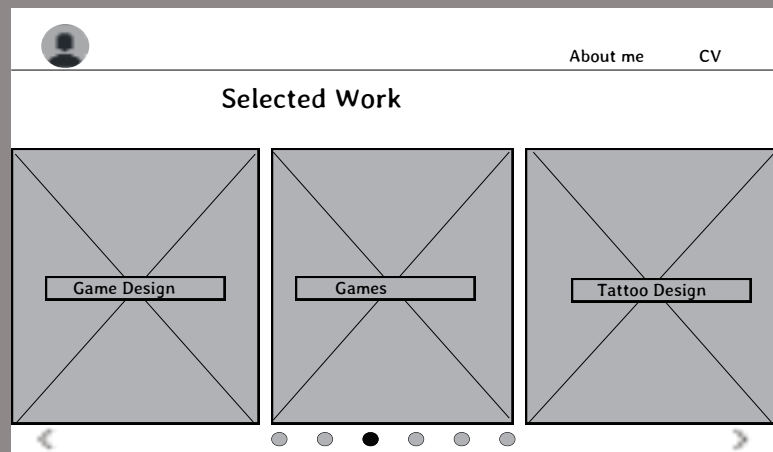 About me CV
Selected Work
Game Design
Games
Tattoo Design